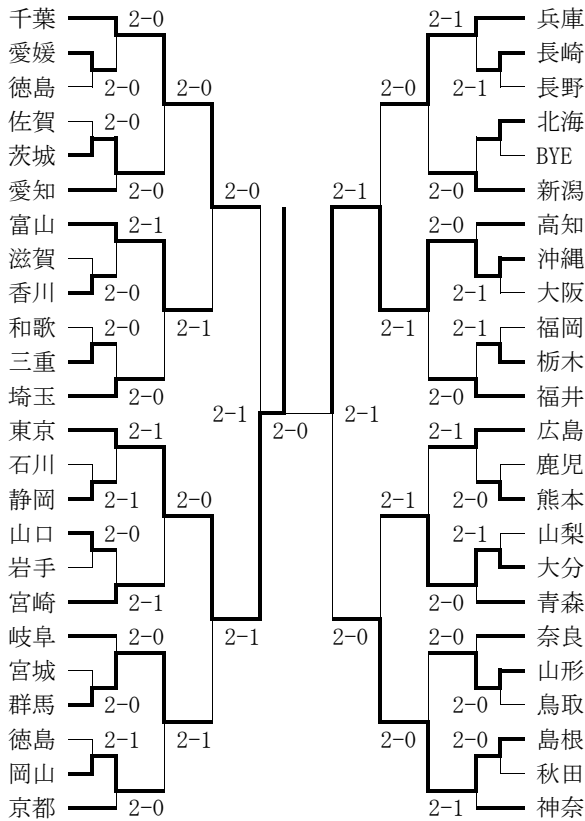 千葉
愛媛
徳島
佐賀
茨城
愛知
富山
滋賀
香川
和歌
三重
埼玉
東京
石川
静岡
山口
岩手
宮崎
岐阜
宮城
群馬
徳島
岡山
京都
2-0
2-0
2-0
2-0
2-1
2-0
2-0
2-0
2-1
2-1
2-0
2-1
2-0
2-0
2-1
2-0
2-0
2-1
2-0
2-1
2-0
2-1
2-1
2-0
2-1
2-1
2-0
2-1
2-1
2-0
2-0
2-1
2-1
2-0
2-1
2-0
2-1
2-0
2-0
2-0
2-0
2-1
2-1
2-1
2-0
2-0
兵庫
長崎
長野
北海
BYE
新潟
高知
沖縄
大阪
福岡
栃木
福井
広島
鹿児
熊本
山梨
大分
青森
奈良
山形
鳥取
島根
秋田
神奈